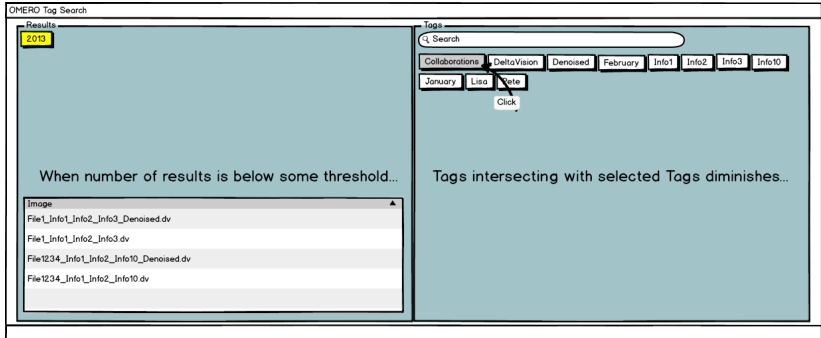 OMERO Tag Search
Results
2013
When number of results is below some threshold...
Image
File1_Info1_Info2_Info3_Denoised.dv
File1_Info1_Info2_Info3.dv
File1234_Info1_Info2_Info10_Denoised.dv
File1234_Info1_Info2_Info10.dv
Tags
Search
Collaborations DeltaVision Denoised February Info1 Info2 Info3 Info10
January Lisa Pete
Click
Tags intersecting with selected Tags diminishes...